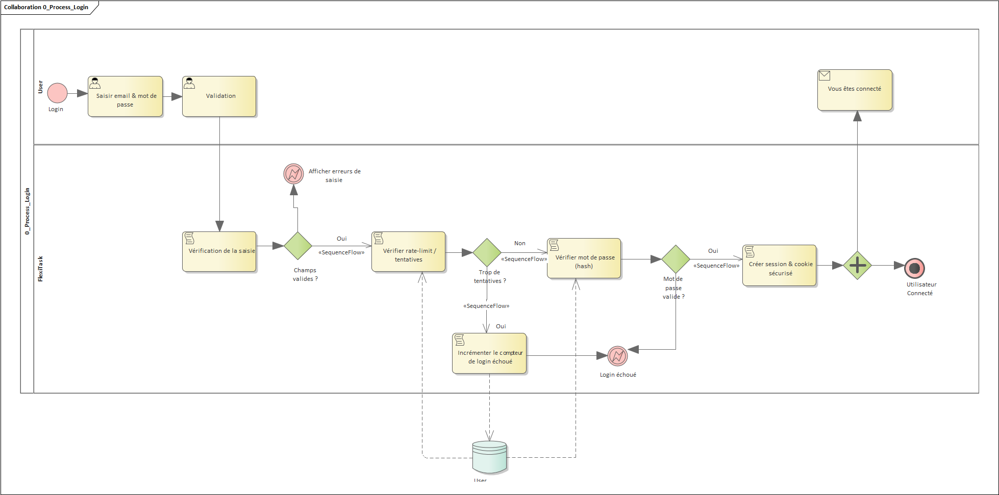 Collaboration 0_Process_Login
0_Process_Login
User
Login
Saisir email & mot de
passe
Validation
Vous êtes connecté
FlexiTask
Afficher erreurs de
saisie
Vérification de la saisie
Champs
valides ?
Oui
«SequenceFlow»
Vérifier rate-limit /
tentatives
Trop de
tentatives ?
Non
«SequenceFlow»
Vérifier mot de passe
(hash)
Mot de
passe
valide ?
Oui
«SequenceFlow»
Créer session & cookie
sécurisé
Utilisateur
Connecté
«SequenceFlow»
Oui
Incrémenter le compteur
de login échoué
Login échoué
User